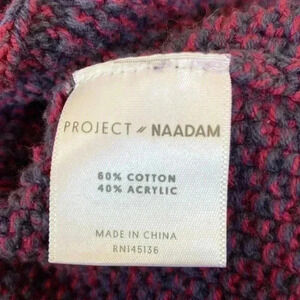 PROJECT // NAADAM
60% COTTON
40% ACRYLIC
MADE IN CHINA
RN145136